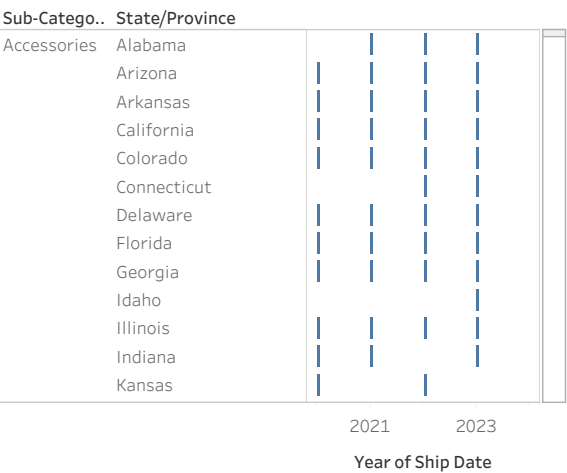 Sub-Catego.. State/Province
Accessories Alabama
Arizona
Arkansas
California
Colorado
Connecticut
Delaware
Florida
Georgia
Idaho
Illinois
Indiana
Kansas
2021 2023
Year of Ship Date